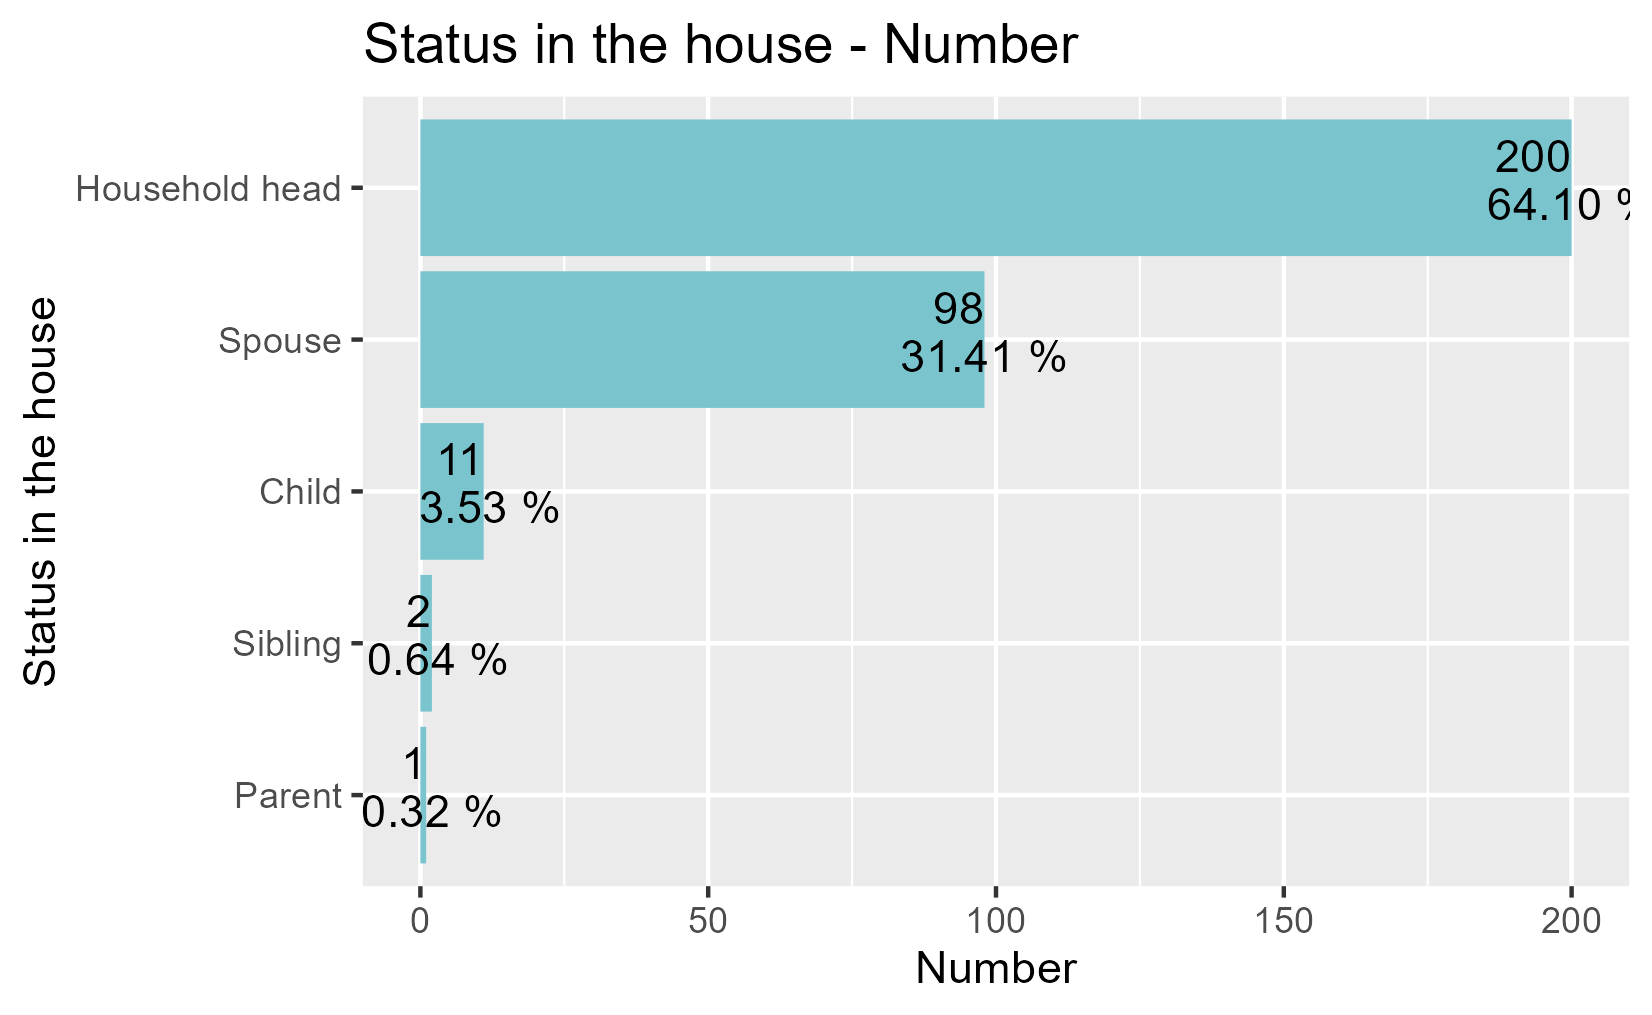 Status in the house - Number
Status in the house
Household head
200
64.10 %
Spouse
98
31.41 %
Child
11
3.53 %
Sibling
2
0.64 %
Parent
1
0.32 %
0 50 100 150 200
Number